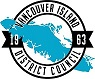 VANCOUVER ISLAND
19 63
DISTRICT COUNCIL